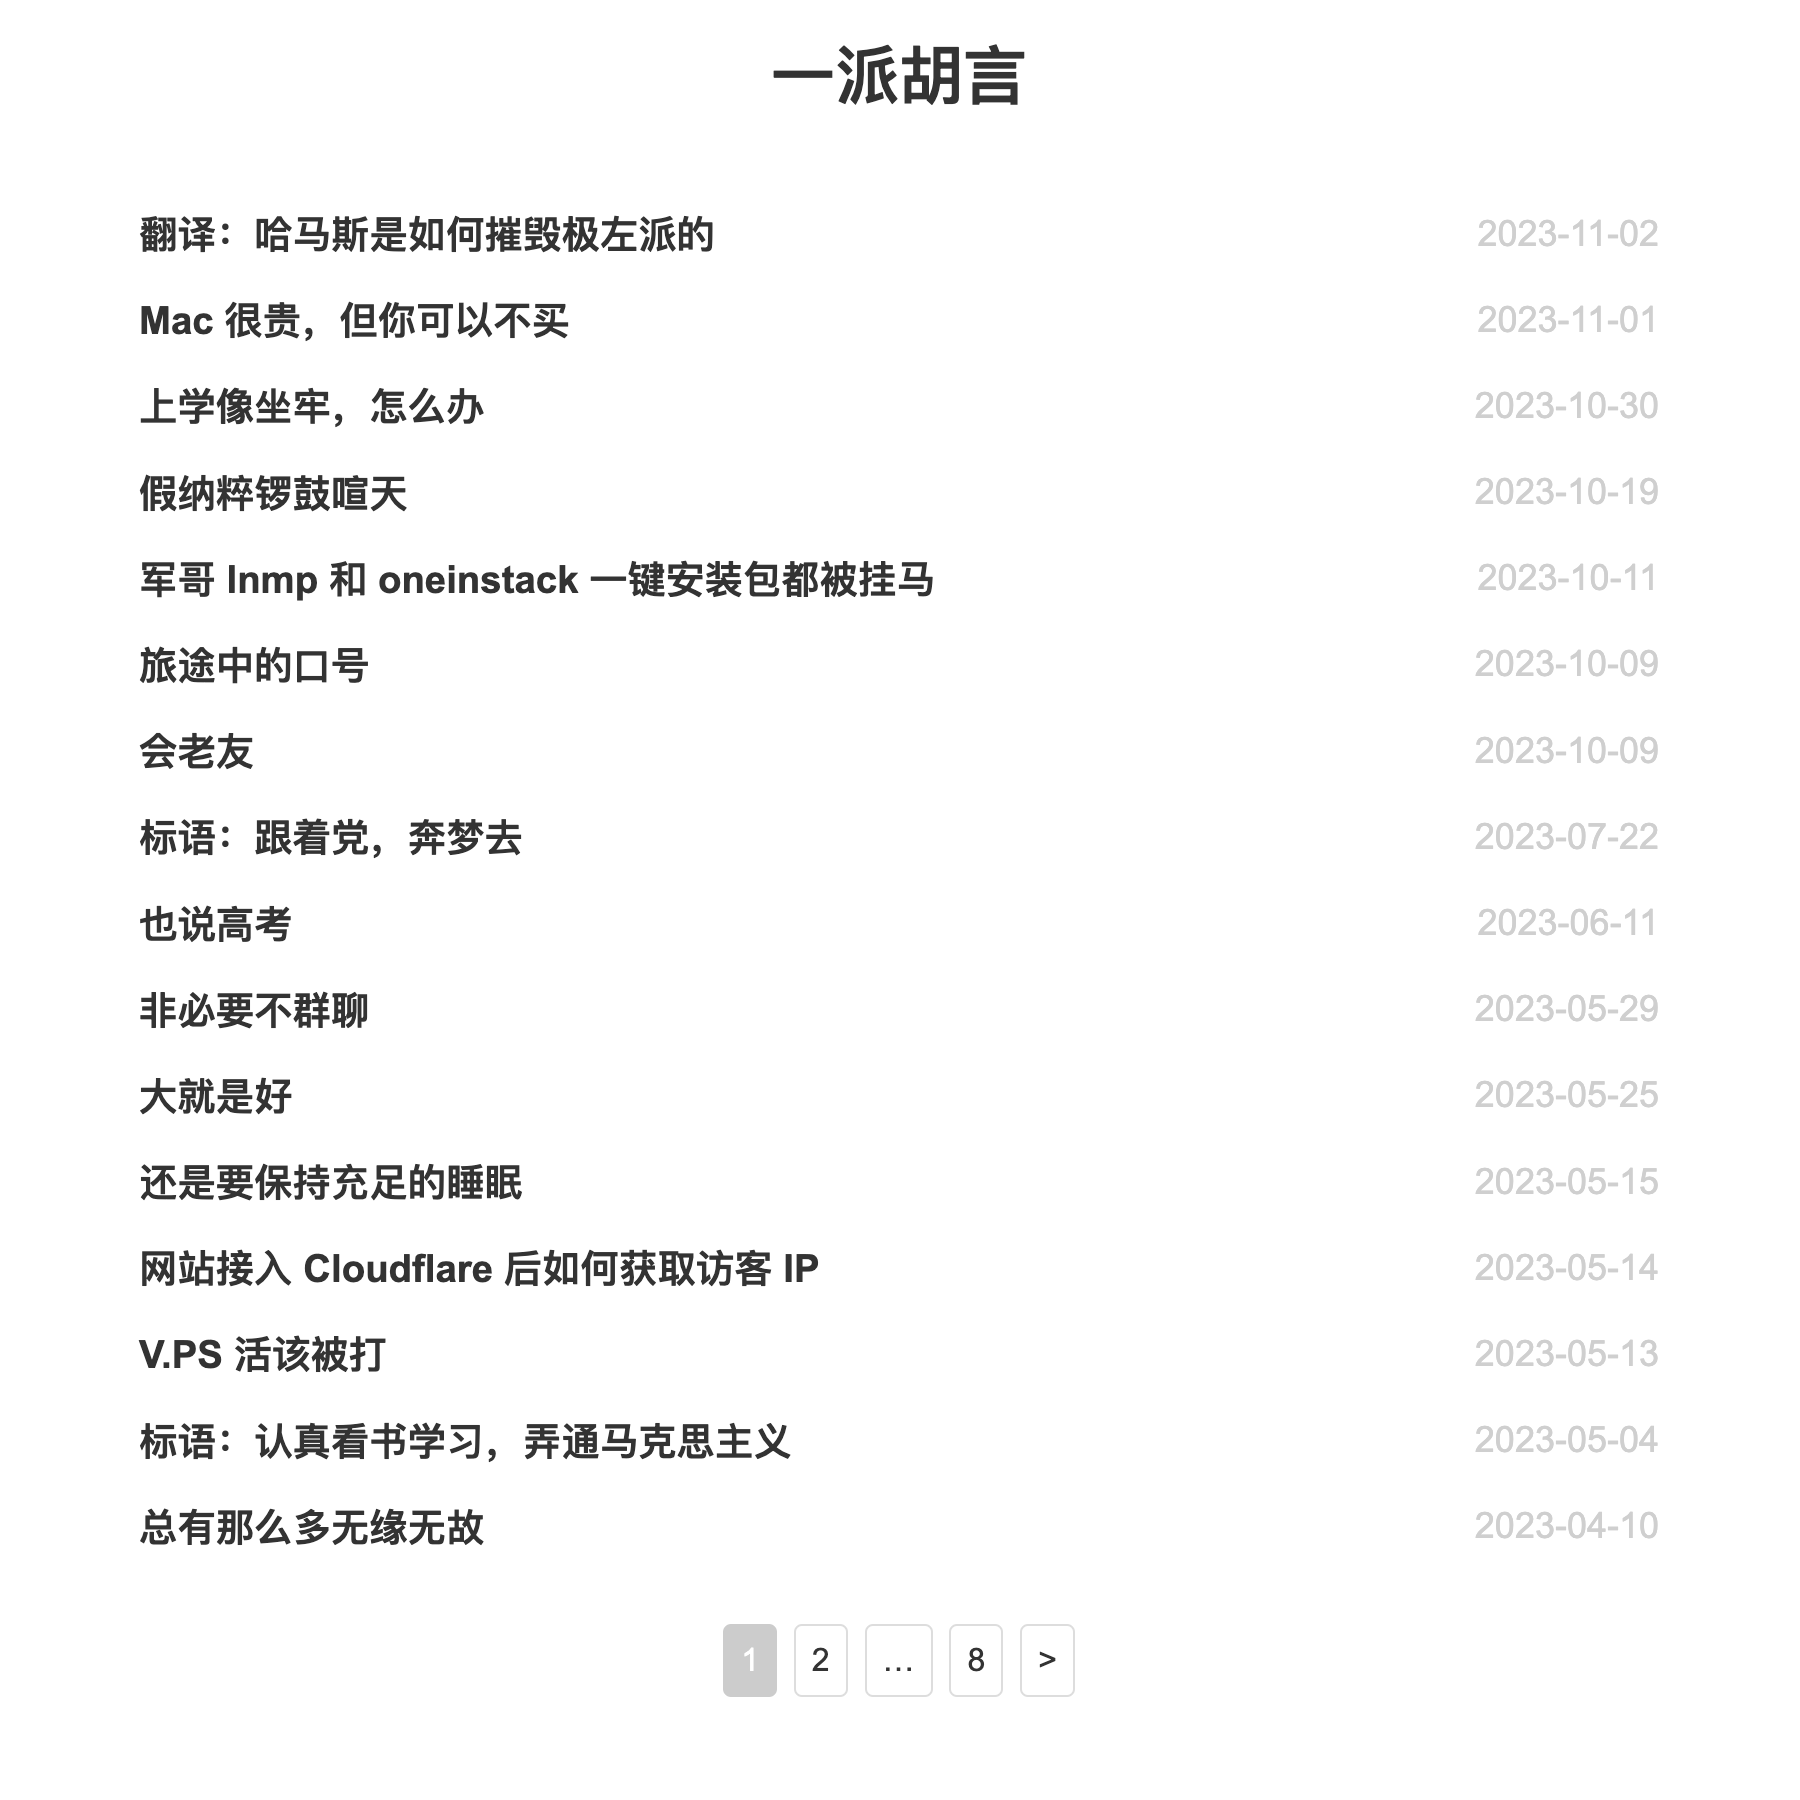 一派胡言
翻译：哈马斯是如何摧毁极左派的 2023-11-02
Mac 很贵，但你可以不买 2023-11-01
上学像坐牢，怎么办 2023-10-30
假纳粹锣鼓喧天 2023-10-19
军哥 lnmp 和 oneinstack 一键安装包都被挂马 2023-10-11
旅途中的口号 2023-10-09
会老友 2023-10-09
标语：跟着党，奔梦去 2023-07-22
也说高考 2023-06-11
非必要不群聊 2023-05-29
大就是好 2023-05-25
还是要保持充足的睡眠 2023-05-15
网站接入 Cloudflare 后如何获取访客 IP 2023-05-14
V.PS 活该被打 2023-05-13
标语：认真看书学习，弄通马克思主义 2023-05-04
总有那么多无缘无故 2023-04-10
1 2 … 8 >